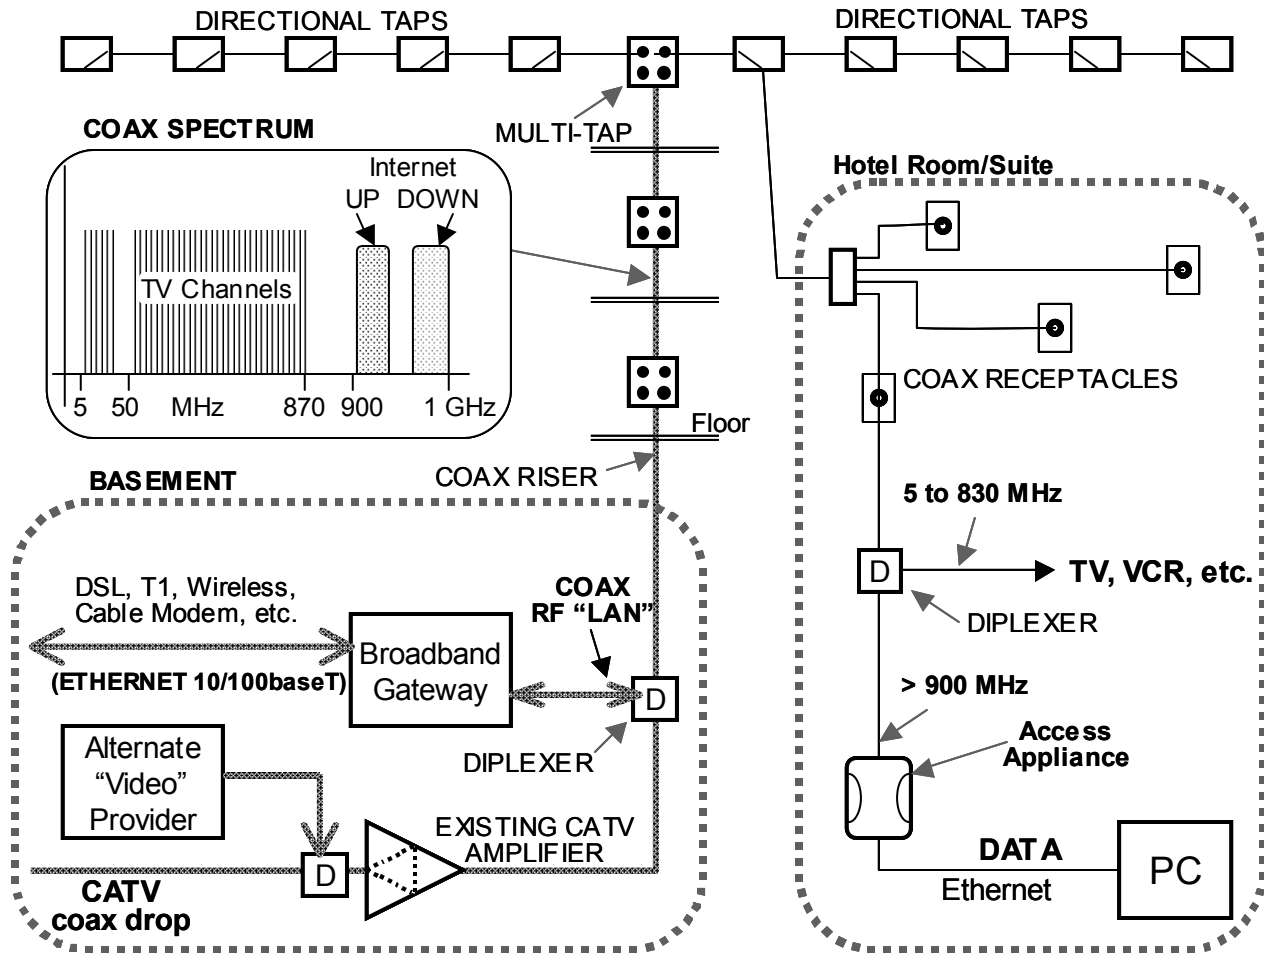 DIRECTIONAL TAPS
DIRECTIONAL TAPS
MULTI-TAP
COAX SPECTRUM
Internet
UP DOWN
TV Channels
5 50 MHz 870 900 1 GHz
Floor
COAX RISER
Hotel Room/Suite
COAX RECEPTACLES
5 to 830 MHz
D
TV, VCR, etc.
DIPLEXER
> 900 MHz
Access
Appliance
DATA
Ethernet
PC
BASEMENT
DSL, T1, Wireless,
Cable Modem, etc.
(ETHERNET 10/100baseT)
Broadband
Gateway
COAX
RF “LAN”
D
DIPLEXER
Alternate
“Video”
Provider
EXISTING CATV
AMPLIFIER
D
CATV
coax drop